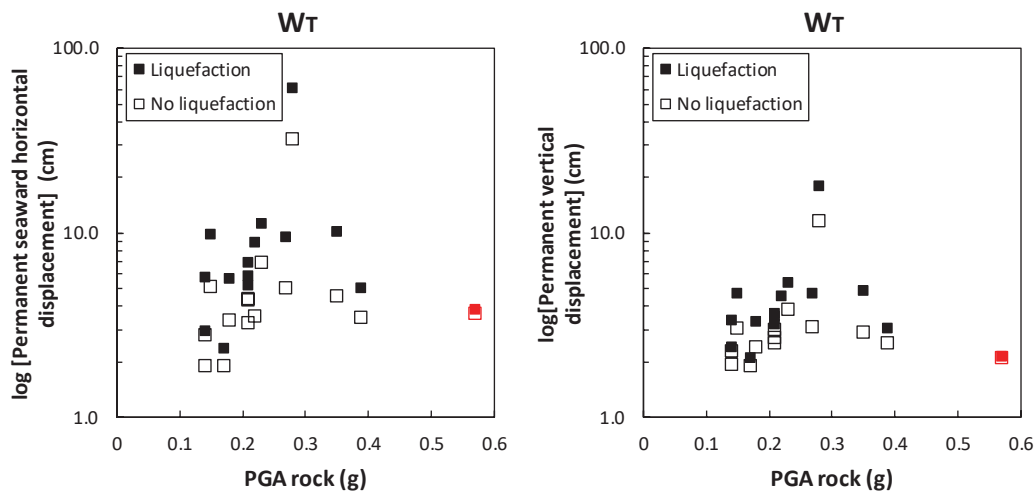 WT
100.0
10.0
1.0
0
0.1
0.2
0.3
0.4
0.5
0.6
Liquefaction
No liquefaction
log [Permanent seaward horizontal
displacement] (cm)
PGA rock (g)
WT
100.0
10.0
1.0
0
0.1
0.2
0.3
0.4
0.5
0.6
Liquefaction
No liquefaction
log[Permanent vertical
displacement] (cm)
PGA rock (g)